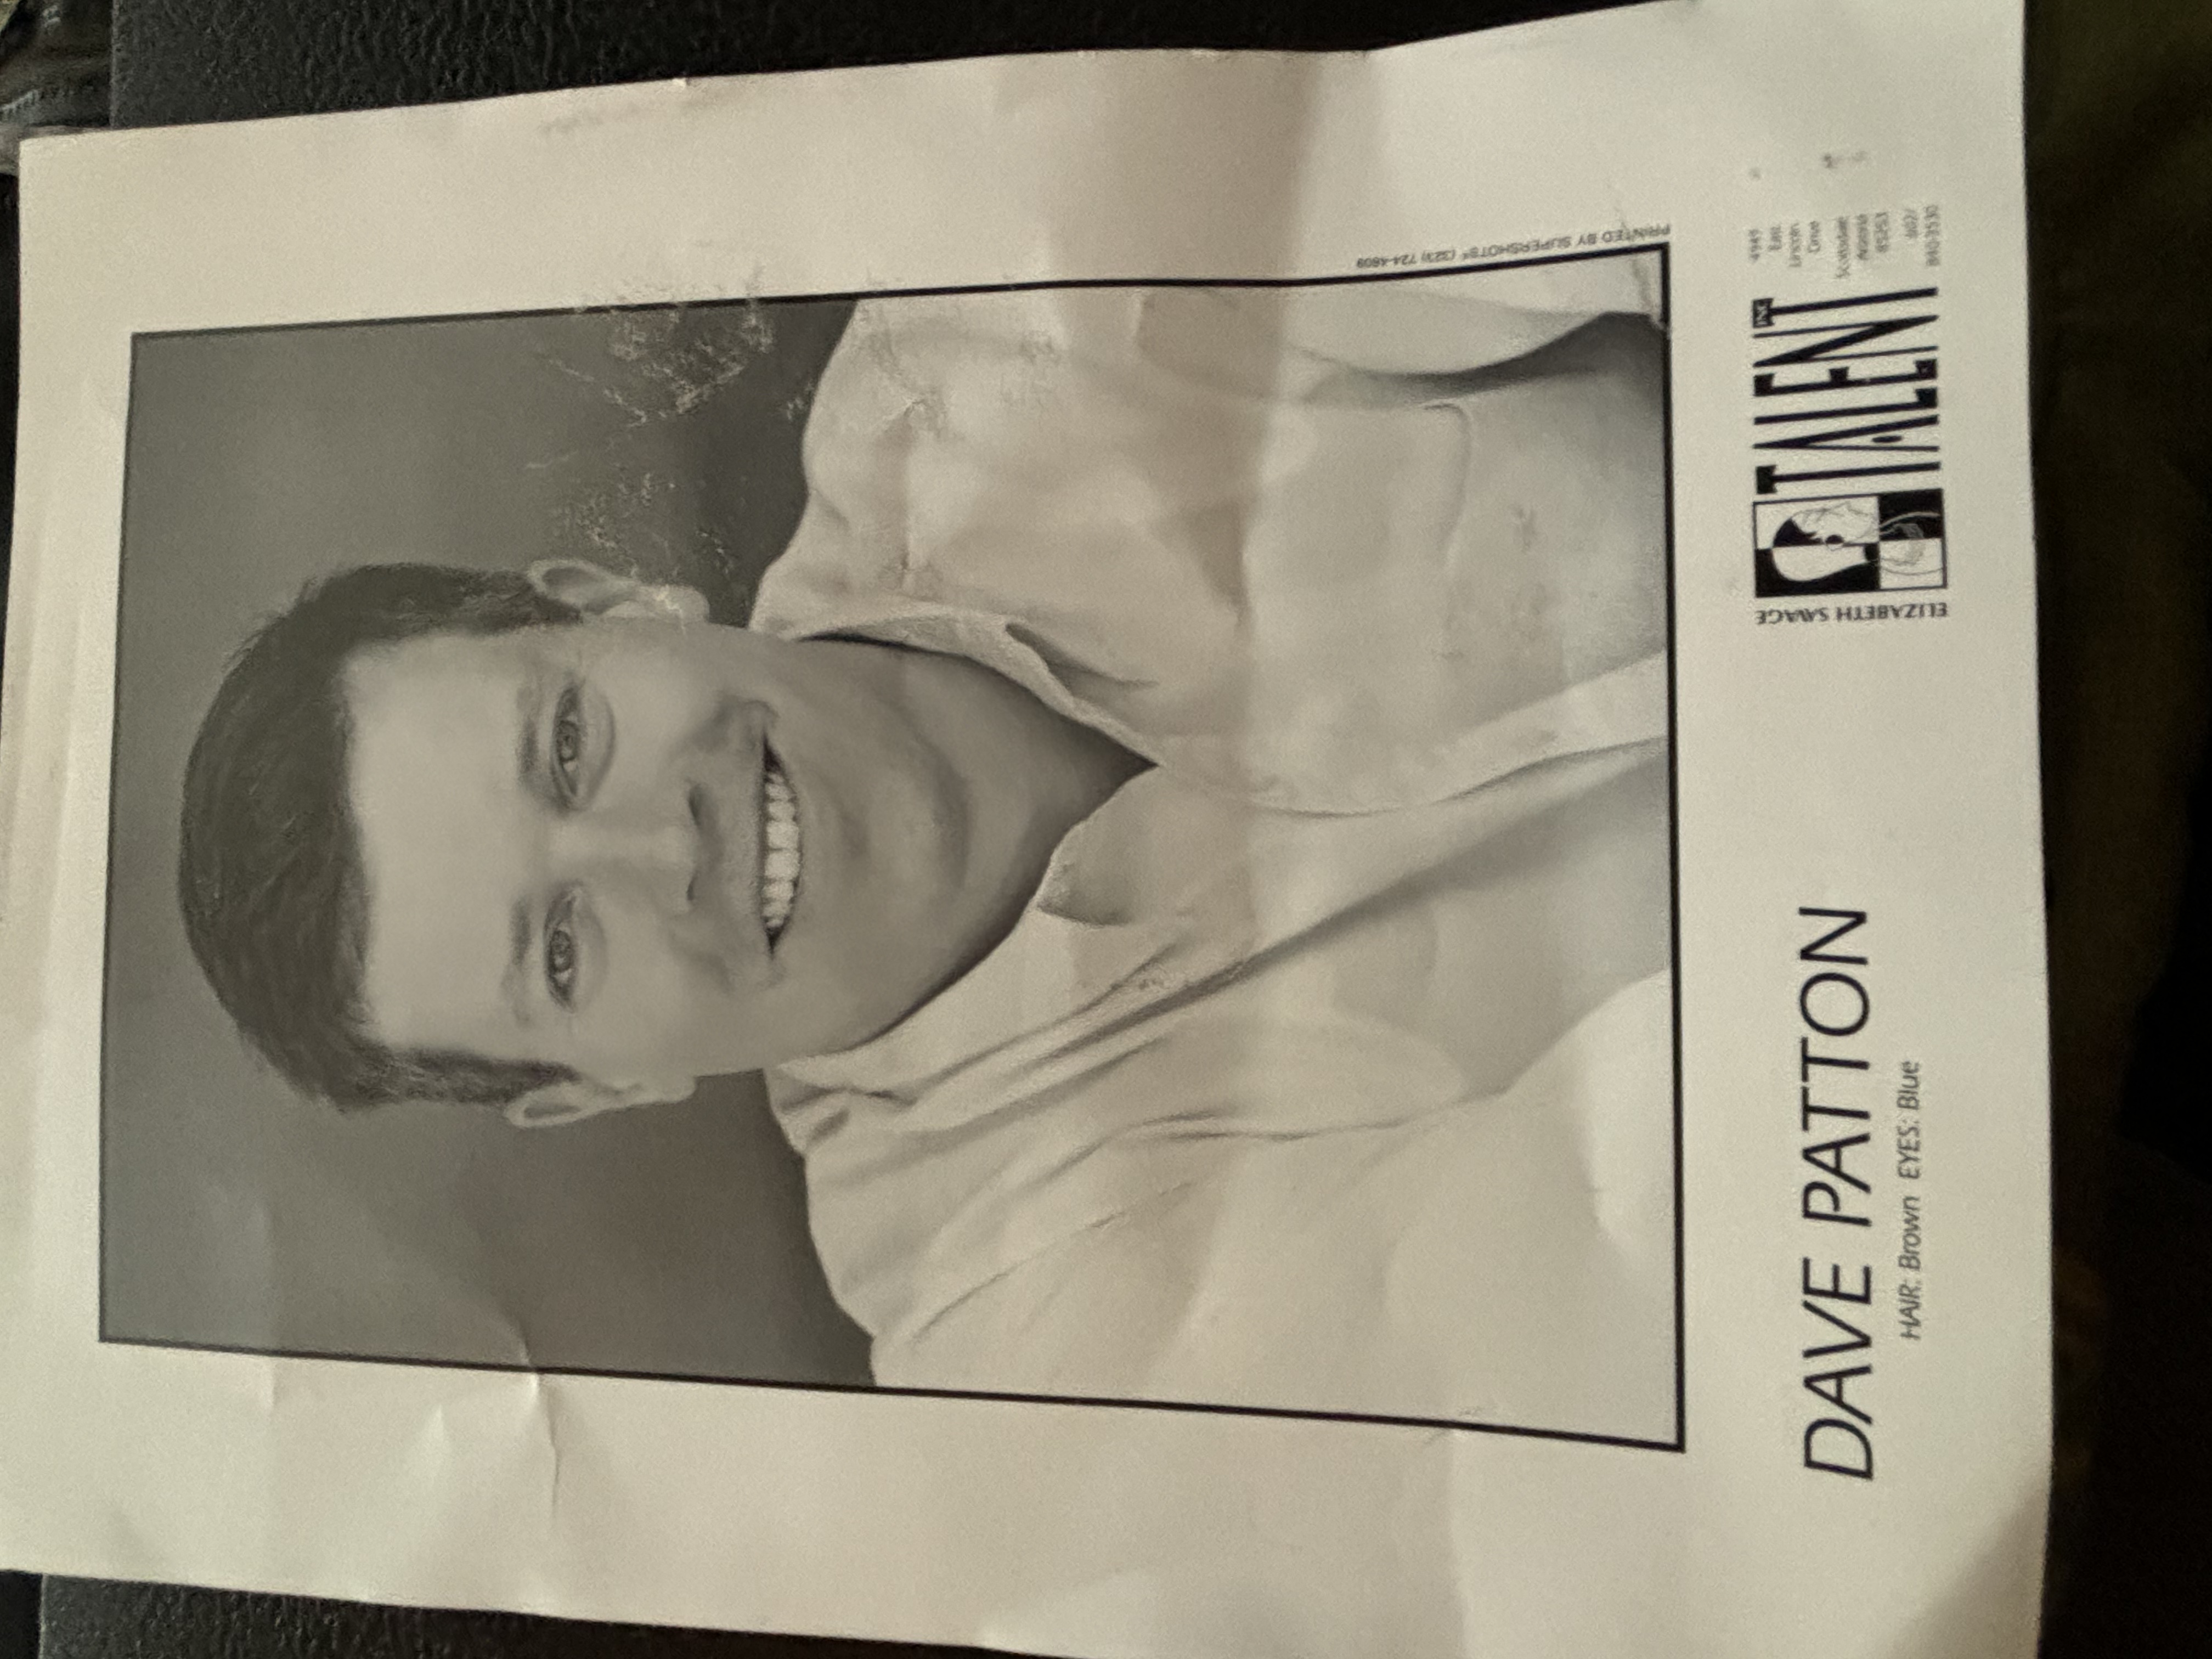 PRINTED BY SUPERSHOTS® (323) 724-4809
DAVE PATTON
HAIR: Brown EYES: Blue
ELIZABETH SAVAGE
TALENT INC
4949
East
Lincoln
Drive
Scottsdale
Arizona
85253
602/
840-3530